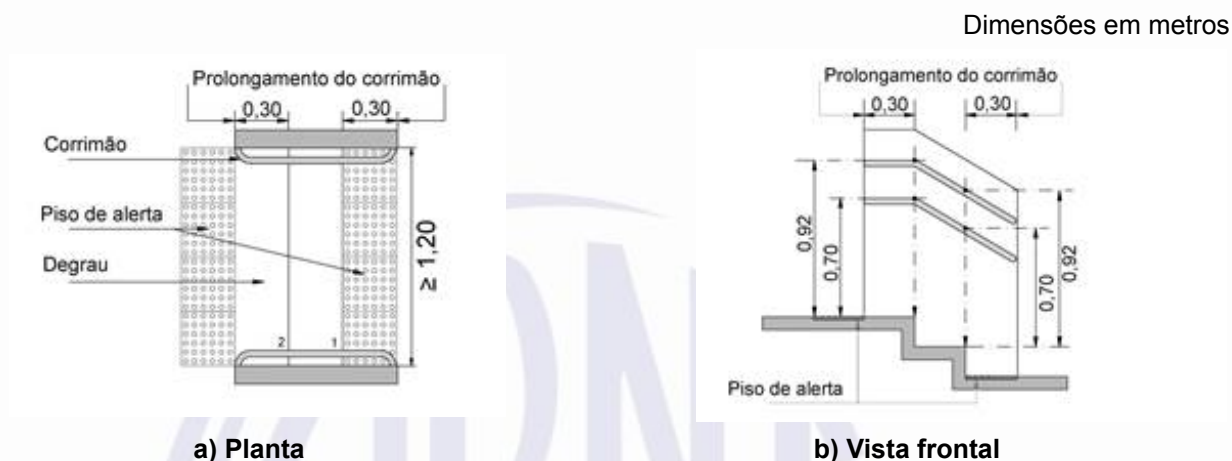 Dimensões em metros
Prolongamento do corrimão
0,30 0,30
Corrimão
Piso de alerta
Degrau
≥ 1,20
2 1
a) Planta
Prolongamento do corrimão
0,30 0,30
0,92
0,70
0,70
0,92
Piso de alerta
b) Vista frontal